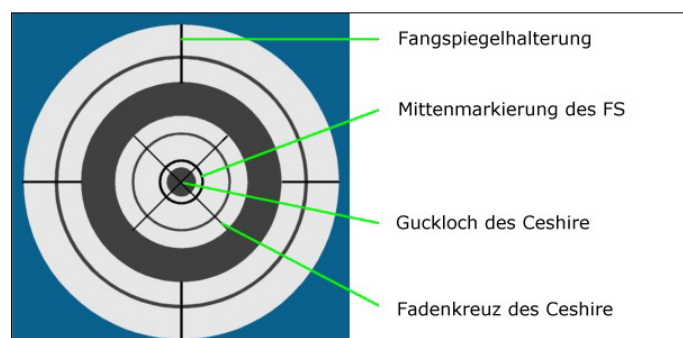 Fangspiegelhalterung
Mittenmarkierung des FS
Guckloch des Ceshire
Fadenkreuz des Ceshire